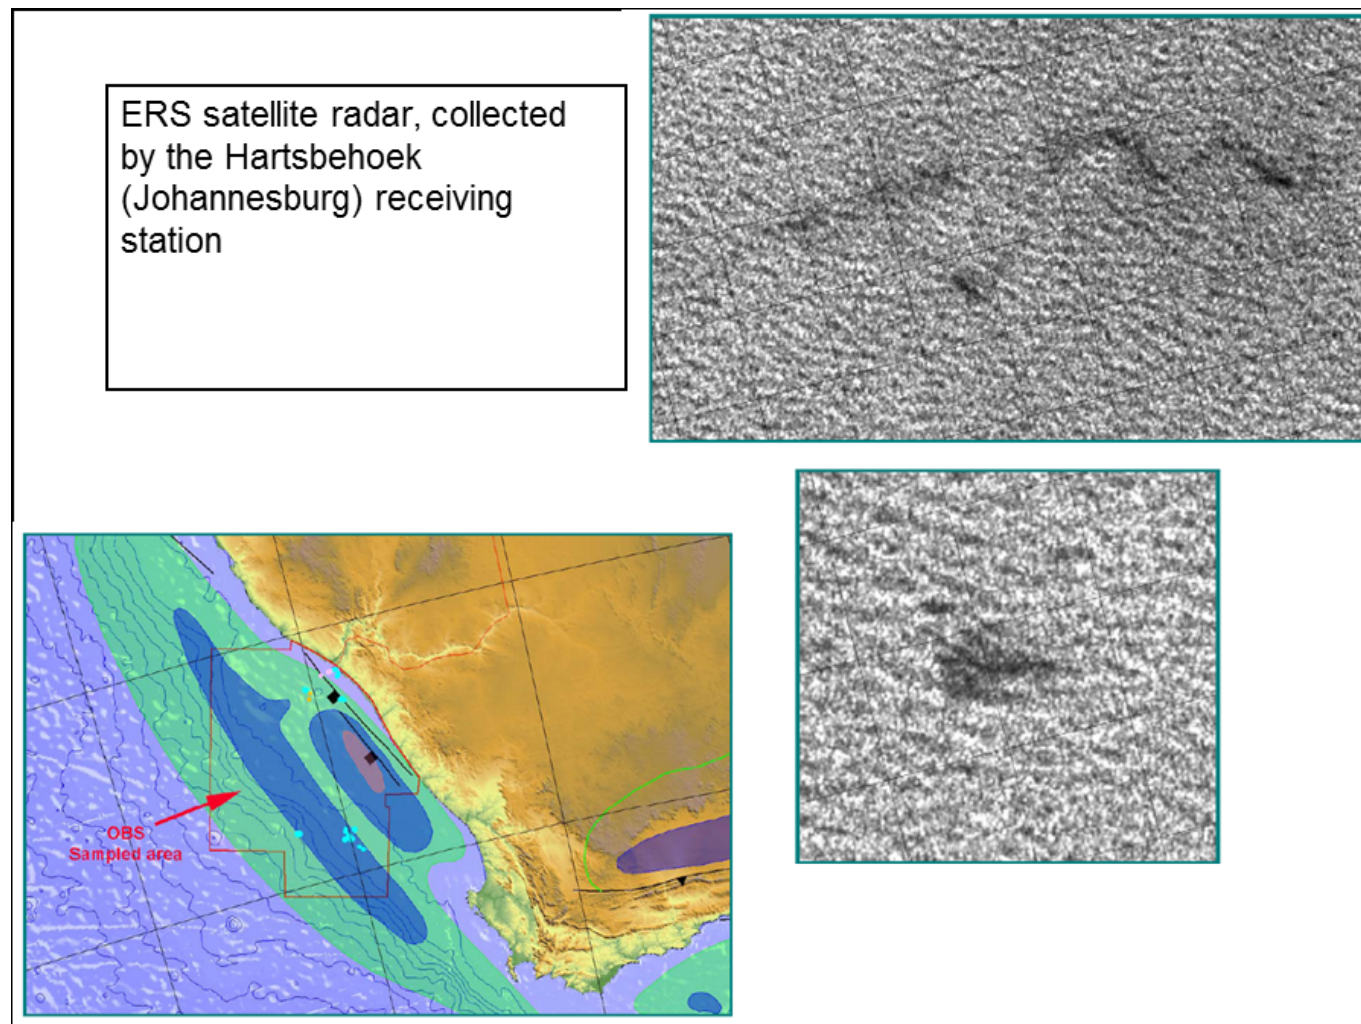 ERS satellite radar, collected
by the Hartsbehoek
(Johannesburg) receiving
station
OBS
Sampled area